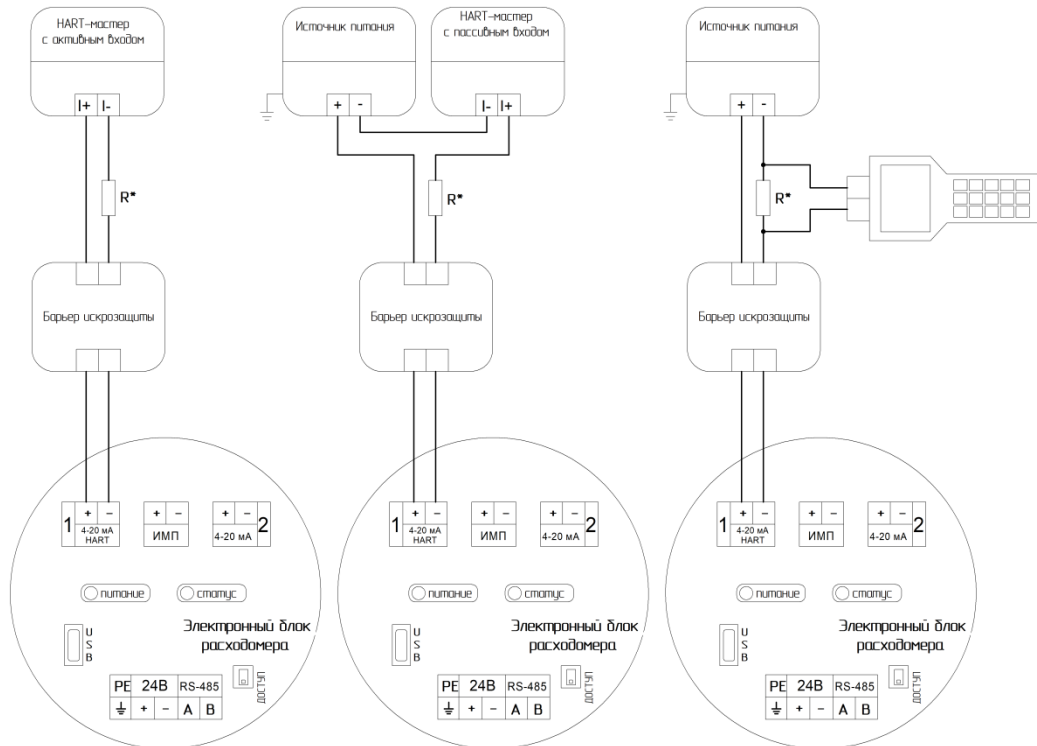 HART-мастер
с активным входом
I+ I-
R*
Барьер искрозащиты
1 + - + - + - 2
4-20 мА
HART
ИМП
4-20 мА
питание
статус
Электронный блок
расходомера
U
S
B
ДОСТУП
PE 24В RS-485
+ - A B
Источник питания
HART-мастер
с пассивным входом
+ -
I- I+
R*
Барьер искрозащиты
1 + - + - + - 2
4-20 мА
HART
ИМП
4-20 мА
питание
статус
Электронный блок
расходомера
U
S
B
ДОСТУП
PE 24В RS-485
+ - A B
Источник питания
+ -
R*
Барьер искрозащиты
1 + - + - + - 2
4-20 мА
HART
ИМП
4-20 мА
питание
статус
Электронный блок
расходомера
U
S
B
ДОСТУП
PE 24В RS-485
+ - A B